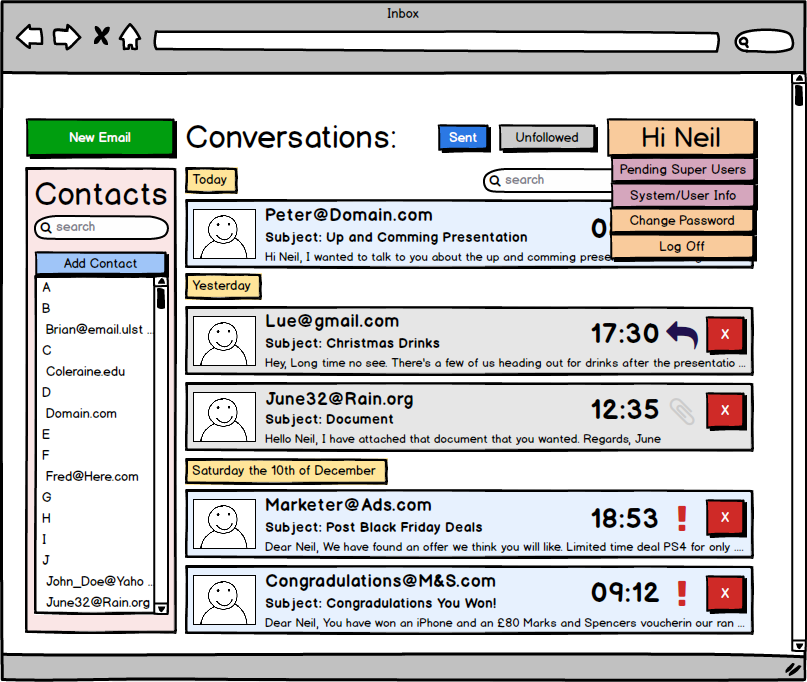 Inbox
New Email
Conversations:
Sent
Unfollowed
Hi Neil
Pending Super Users
System/User Info
Change Password
Log Off
Contacts
search
Add Contact
A
B
Brian@email.ulst ..
C
Coleraine.edu
D
Domain.com
E
F
Fred@Here.com
G
H
I
J
John_Doe@Yaho ..
June32@Rain.org
Today
search
Peter@Domain.com
Subject: Up and Comming Presentation
Hi Neil, I wanted to talk to you about the up and comming prese
Yesterday
Lue@gmail.com
Subject: Christmas Drinks
17:30
X
Hey, Long time no see. There's a few of us heading out for drinks after the presentatio ...
June32@Rain.org
Subject: Document
12:35
X
Hello Neil, I have attached that document that you wanted. Regards, June
Saturday the 10th of December
Marketer@Ads.com
Subject: Post Black Friday Deals
18:53
!
X
Dear Neil, We have found an offer we think you will like. Limited time deal PS4 for only ....
Congradulations@M&S.com
Subject: Congradulations You Won!
09:12
!
X
Dear Neil, You have won an iPhone and an £80 Marks and Spencers voucherin our ran ...